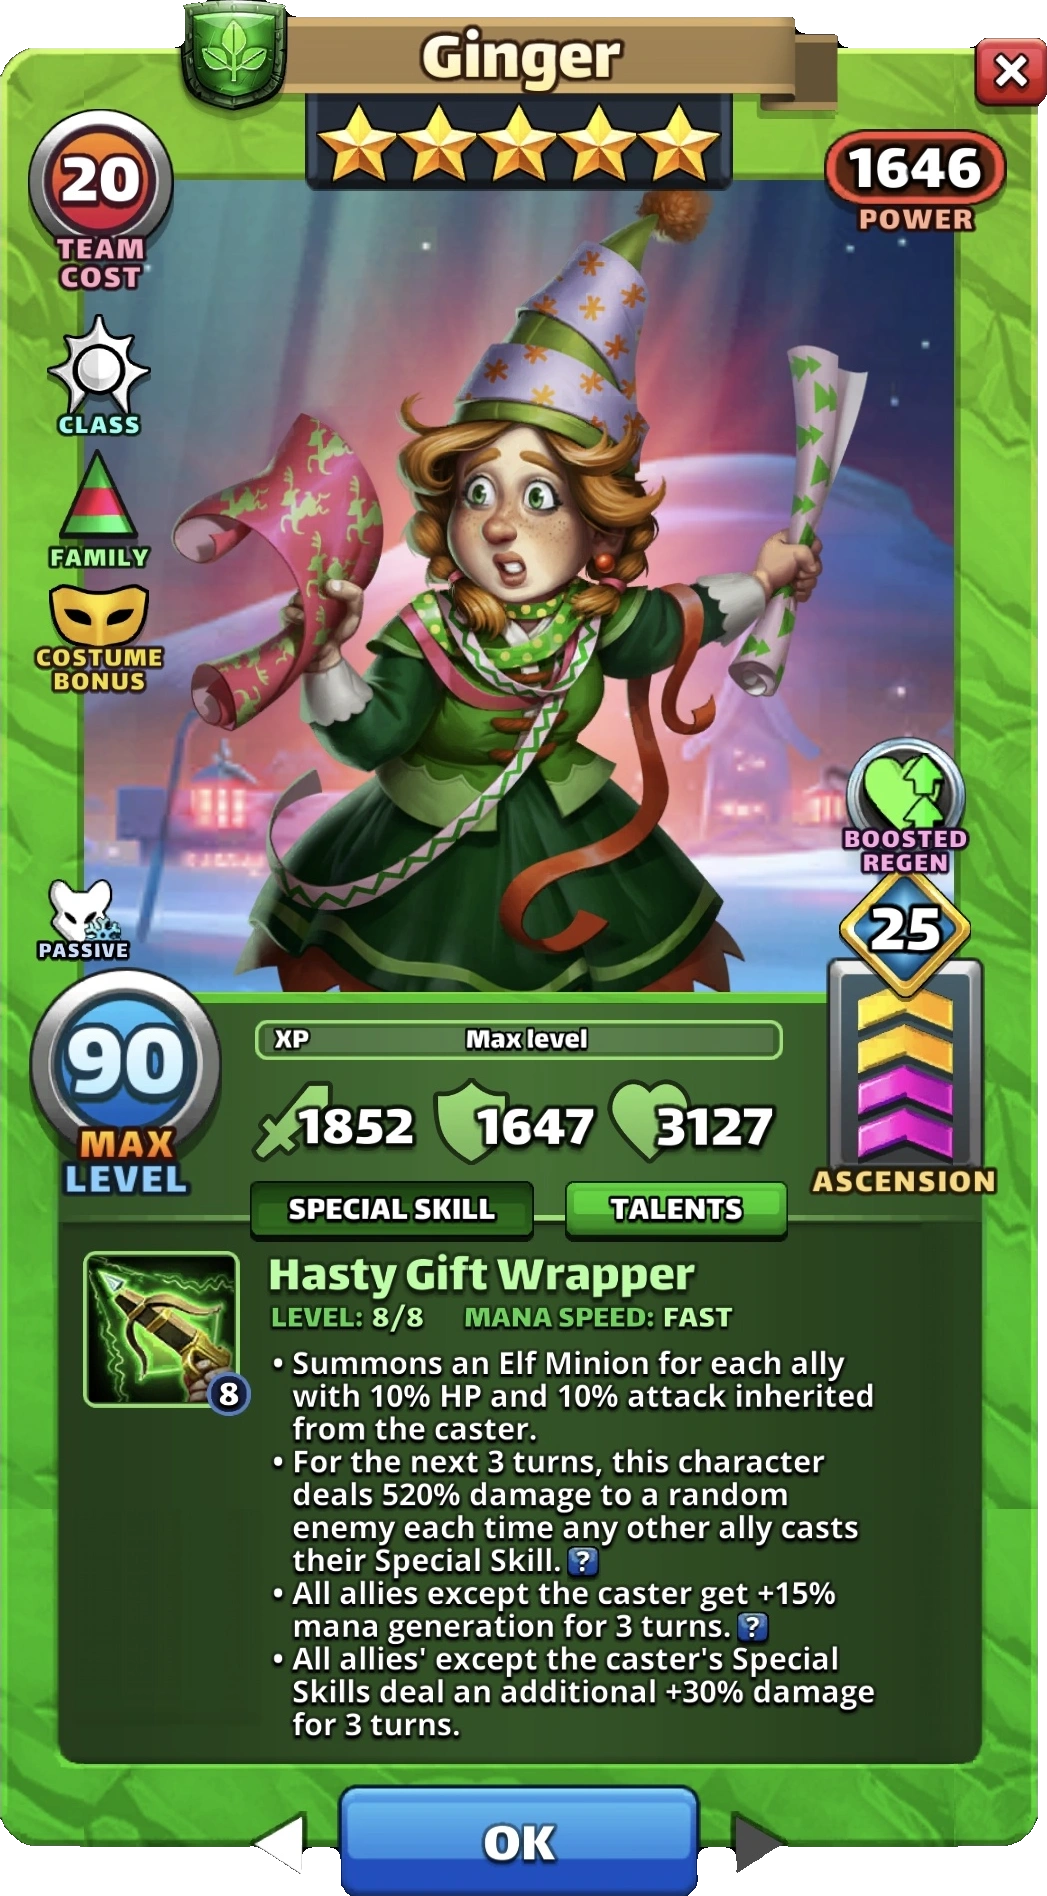 Ginger
20
TEAM
COST
1646
POWER
CLASS
FAMILY
COSTUME
BONUS
BOOSTED
REGEN
PASSIVE
25
90
MAX
LEVEL
XP Max level
1852 1647 3127
ASCENSION
SPECIAL SKILL TALENTS
Hasty Gift Wrapper
LEVEL: 8/8 MANA SPEED: FAST
8
• Summons an Elf Minion for each ally
with 10% HP and 10% attack inherited
from the caster.
• For the next 3 turns, this character
deals 520% damage to a random
enemy each time any other ally casts
their Special Skill. ?
• All allies except the caster get +15%
mana generation for 3 turns. ?
• All allies' except the caster's Special
Skills deal an additional +30% damage
for 3 turns.
OK